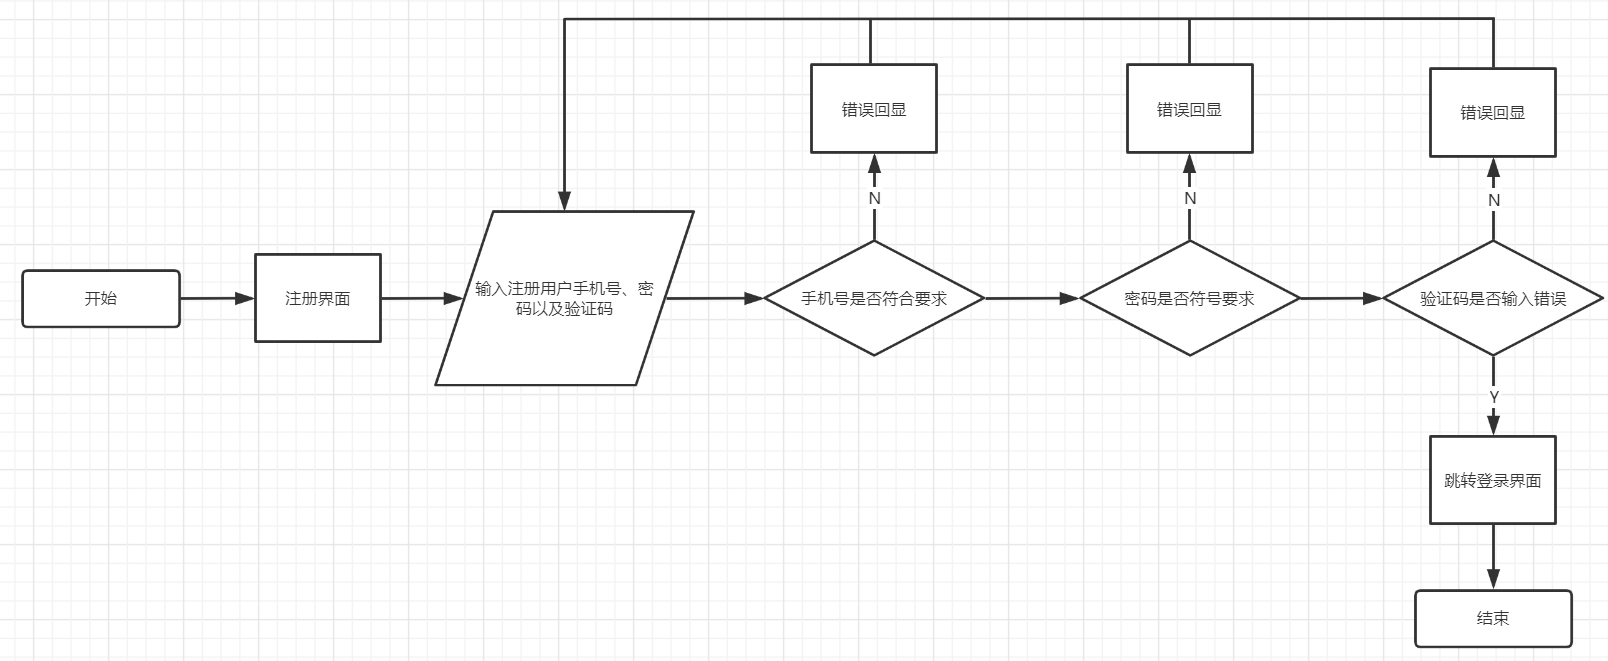 错误回显
错误回显
错误回显
N
N
N
开始
注册界面
输入注册用户手机号、密
码以及验证码
手机号是否符合要求
密码是否符号要求
验证码是否输入错误
Y
跳转登录界面
结束